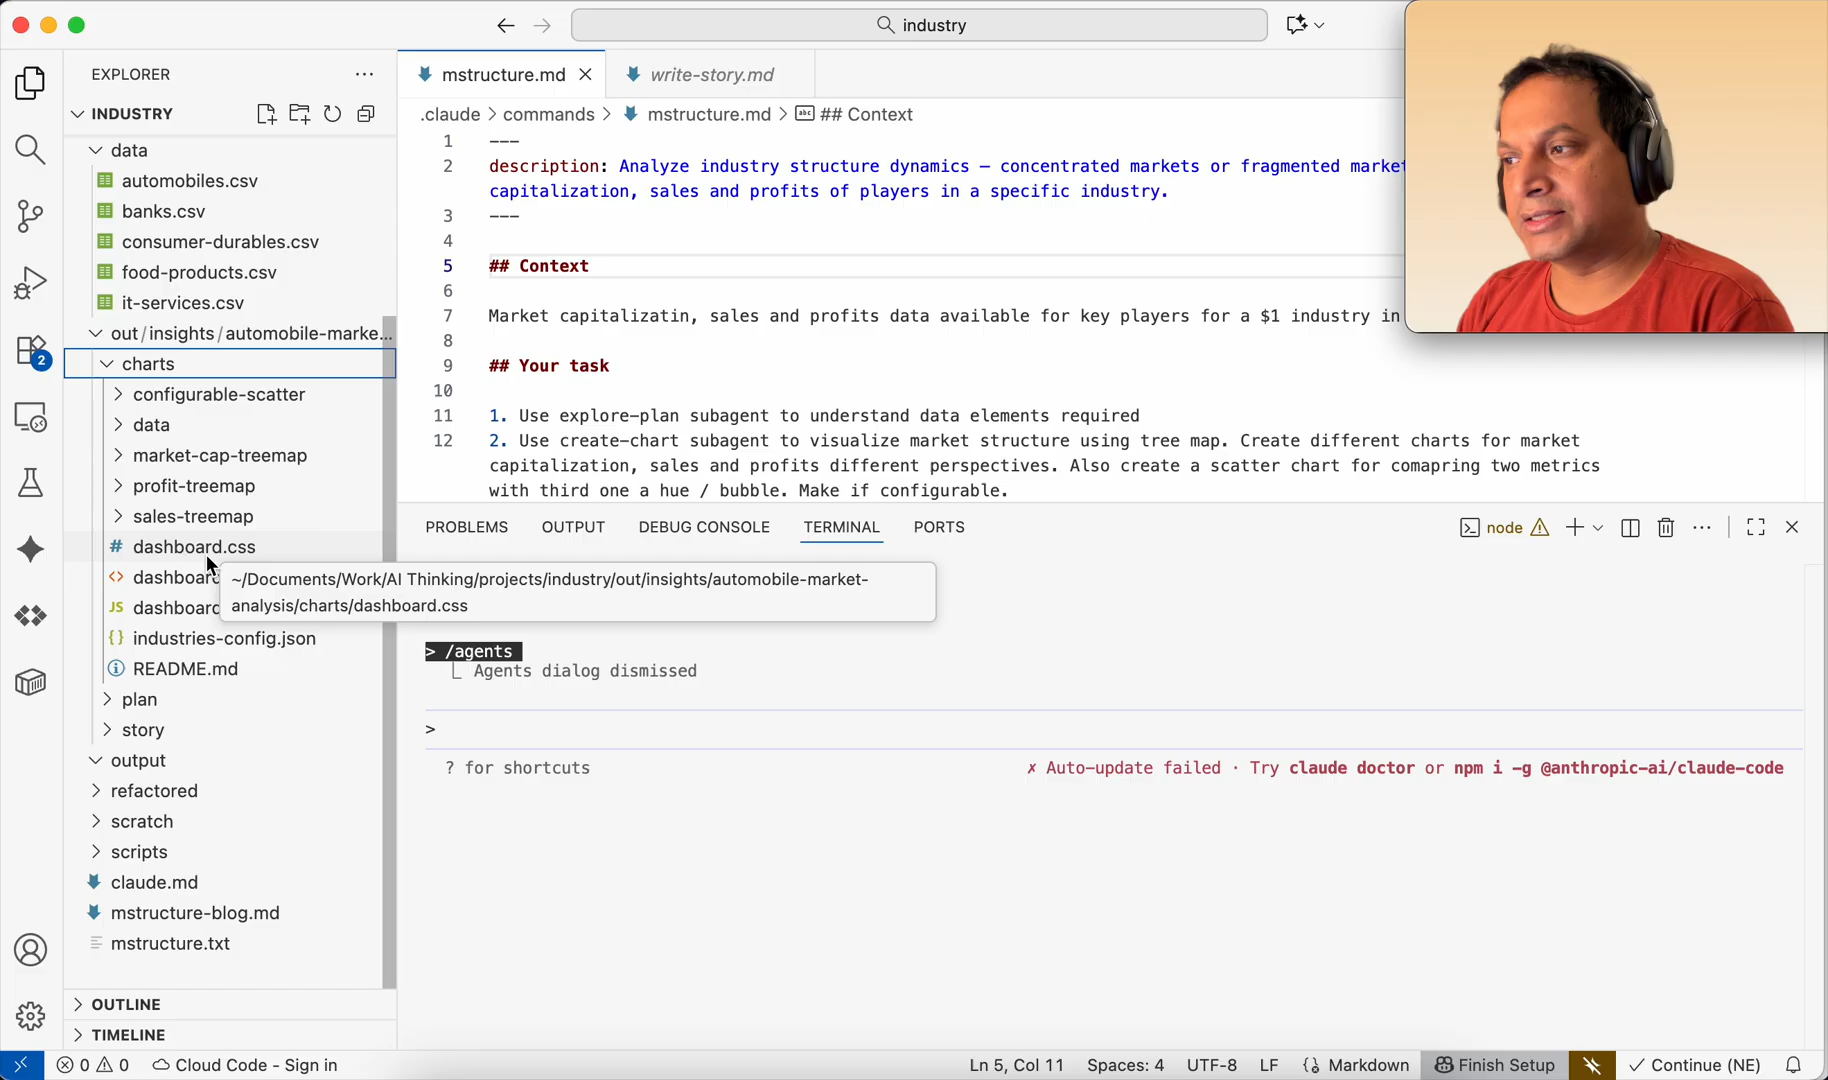 industry
EXPLORER
INDUSTRY
data
automobiles.csv
banks.csv
consumer-durables.csv
food-products.csv
it-services.csv
out/insights/automobile-marke...
charts
configurable-scatter
data
market-cap-treemap
profit-treemap
sales-treemap
dashboard.css
dashboard
JS dashboard
industries-config.json
README.md
plan
story
output
refactored
scratch
scripts
claude.md
mstructure-blog.md
mstructure.txt
OUTLINE
TIMELINE
2
mstructure.md
write-story.md
.claude > commands > mstructure.md > ## Context
1 ---
2 description: Analyze industry structure dynamics – concentrated markets or fragmented market
capitalization, sales and profits of players in a specific industry.
3 ---
4
5 ## Context
6
7 Market capitalizatin, sales and profits data available for key players for a $1 industry in
8
9 ## Your task
10
11 1. Use explore-plan subagent to understand data elements required
12 2. Use create-chart subagent to visualize market structure using tree map. Create different charts for market
capitalization, sales and profits different perspectives. Also create a scatter chart for comapring two metrics
with third one a hue / bubble. Make if configurable.
PROBLEMS OUTPUT DEBUG CONSOLE TERMINAL PORTS
node
~/Documents/Work/AI Thinking/projects/industry/out/insights/automobile-market-
analysis/charts/dashboard.css
> /agents
Agents dialog dismissed
>
? for shortcuts
✗ Auto-update failed · Try claude doctor or npm i -g @anthropic-ai/claude-code
0 0 Cloud Code - Sign in
Ln 5, Col 11 Spaces: 4 UTF-8 LF {} Markdown Finish Setup Continue (NE)